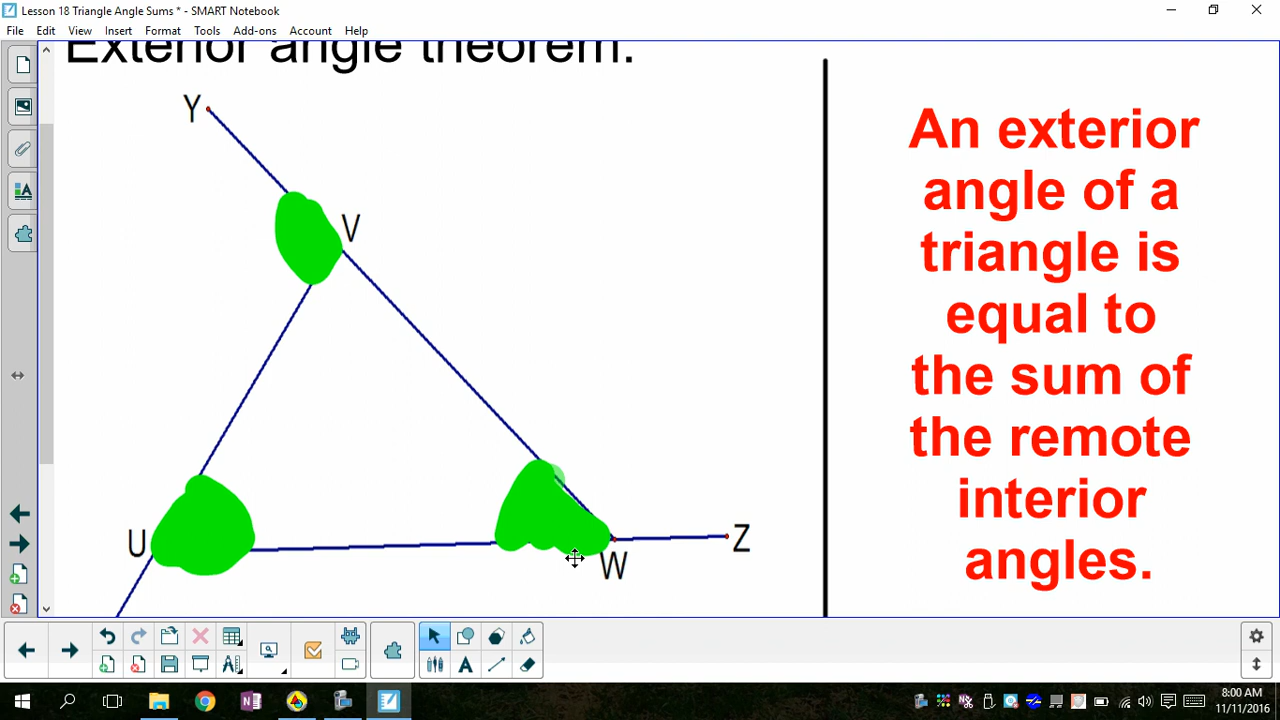 Lesson 18 Triangle Angle Sums * - SMART Notebook
File Edit View Insert Format Tools Add-ons Account Help
Exterior angle theorem.
Y
V
U
W
Z
An exterior
angle of a
triangle is
equal to
the sum of
the remote
interior
angles.
8:00 AM
11/11/2016